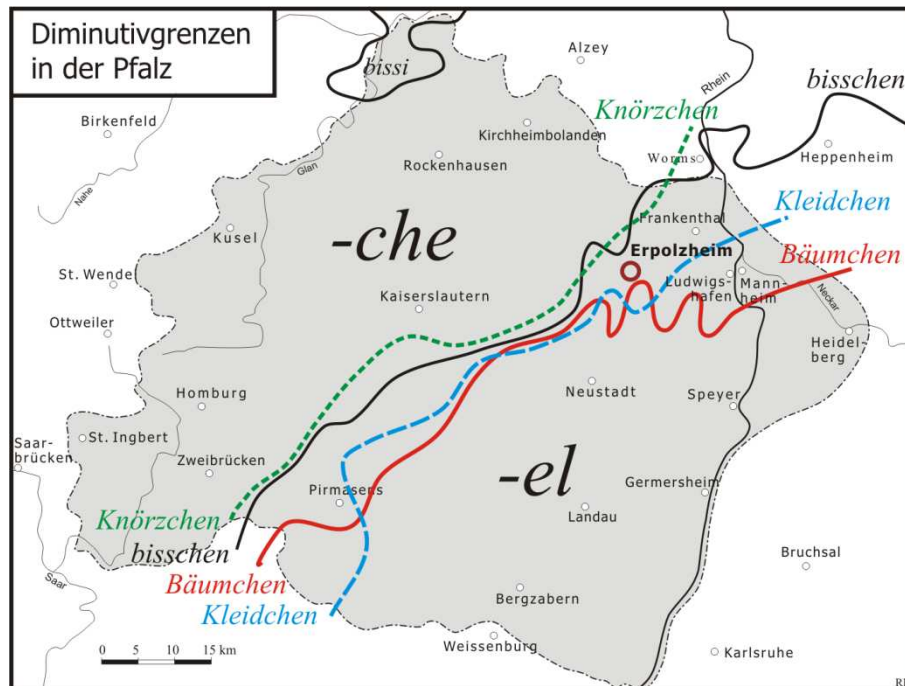 Diminutivgrenzen
in der Pfalz
bissi
Alzey
Rhein
bisschen
Knörzchen
Birkenfeld
Kirchheimbolanden
Worms
Heppenheim
Rockenhausen
Glan
Nahe
Kleidchen
Frankenthal
Kusel
-che
Erpolzheim
Bäumchen
St. Wendel
Ludwigs-
hafen
Mann-
heim
Neckar
Kaiserslautern
Ottweiler
Heidel-
berg
Homburg
Neustadt
Speyer
St. Ingbert
Saar-
brücken
Zweibrücken
-el
Pirmasens
Germersheim
Landau
Knörzchen
bisschen
Bruchsal
Bäumchen
Saar
Kleidchen
Bergzabern
Weissenburg
Karlsruhe
0 5 10 15 km